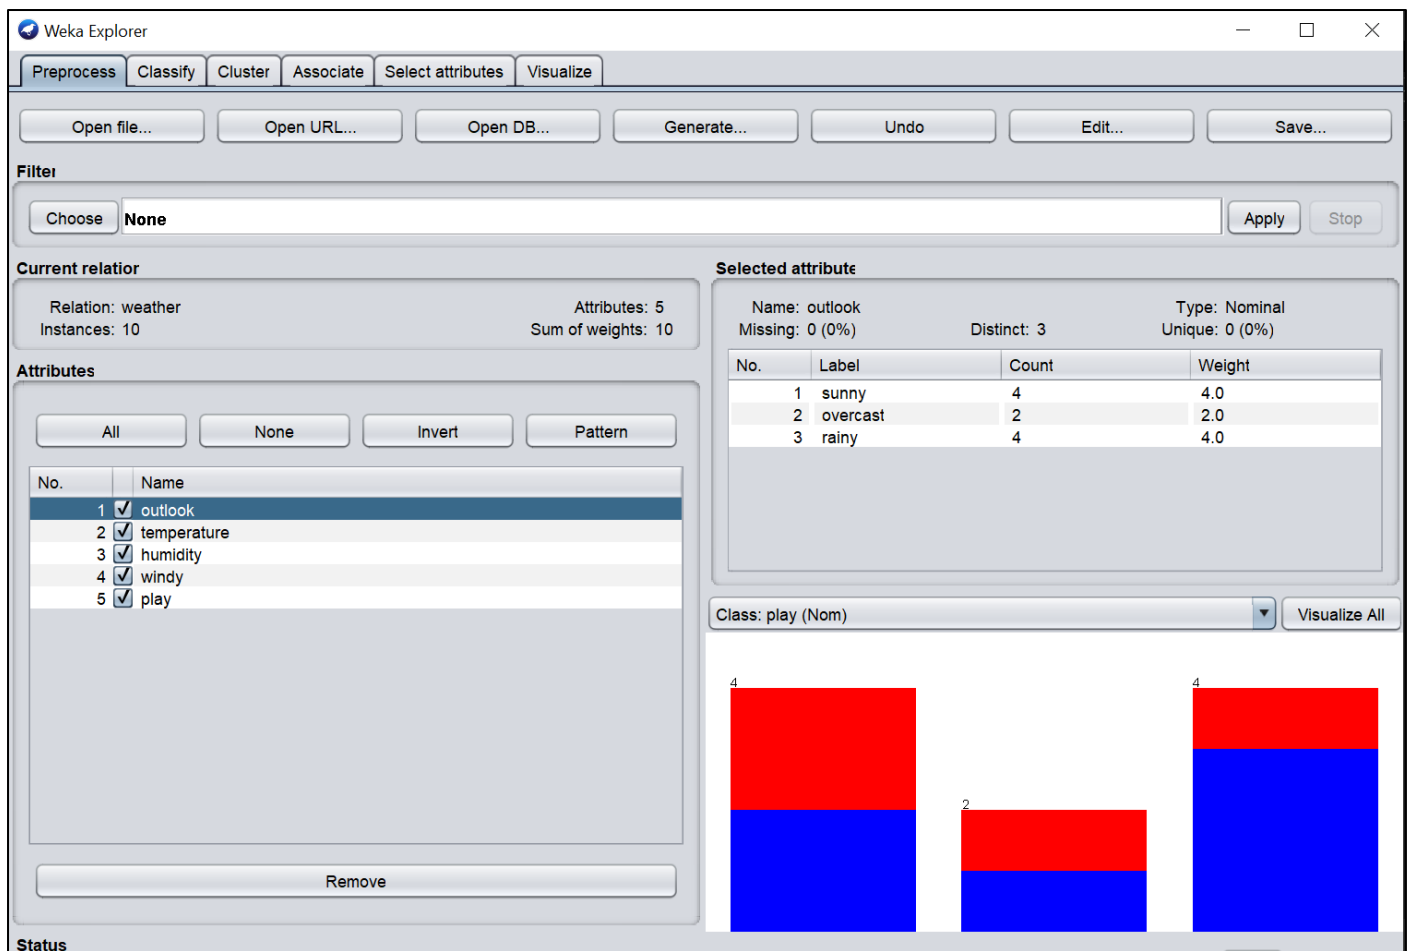 Weka Explorer
Preprocess Classify Cluster Associate Select attributes Visualize
Open file... Open URL... Open DB... Generate... Undo Edit... Save...
Filter
Choose None Apply Stop
Current relation
Relation: weather Attributes: 5
Instances: 10 Sum of weights: 10
Attributes
All None Invert Pattern
No. Name
1 outlook
2 temperature
3 humidity
4 windy
5 play
Remove
Status
Selected attribute
Name: outlook Type: Nominal
Missing: 0 (0%) Distinct: 3 Unique: 0 (0%)
No. Label Count Weight
1 sunny 4 4.0
2 overcast 2 2.0
3 rainy 4 4.0
Class: play (Nom) Visualize All
4 4
2